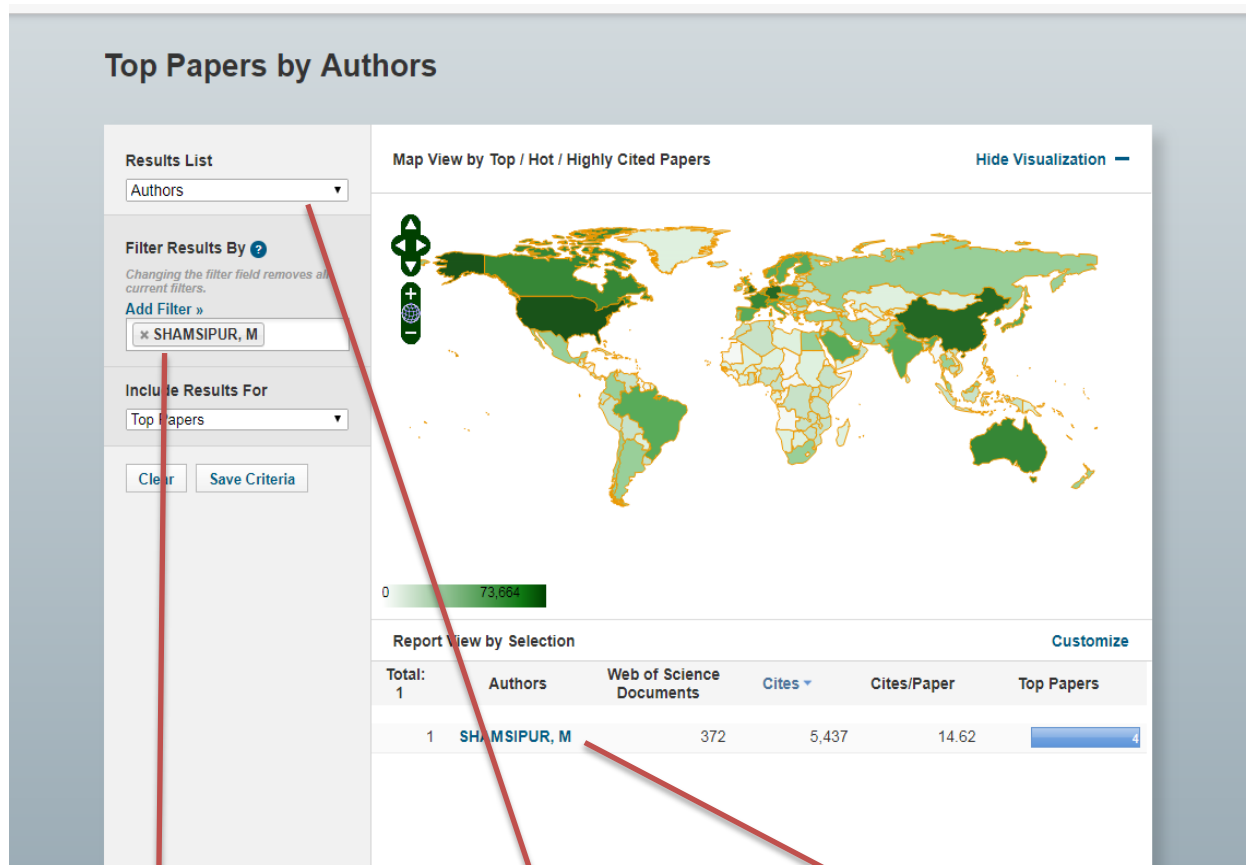 Top Papers by Authors
Results List
Authors
Filter Results By ?
Changing the filter field removes all
current filters.
Add Filter »
× SHAMSIPUR, M
Include Results For
Top Papers
Clear Save Criteria
Map View by Top / Hot / Highly Cited Papers
Hide Visualization —
+
−
0 73,664
Report View by Selection
Customize
Total:
1
Authors
Web of Science
Documents
Cites
Cites/Paper
Top Papers
1 SHAMSIPUR, M 372 5,437 14.62 4